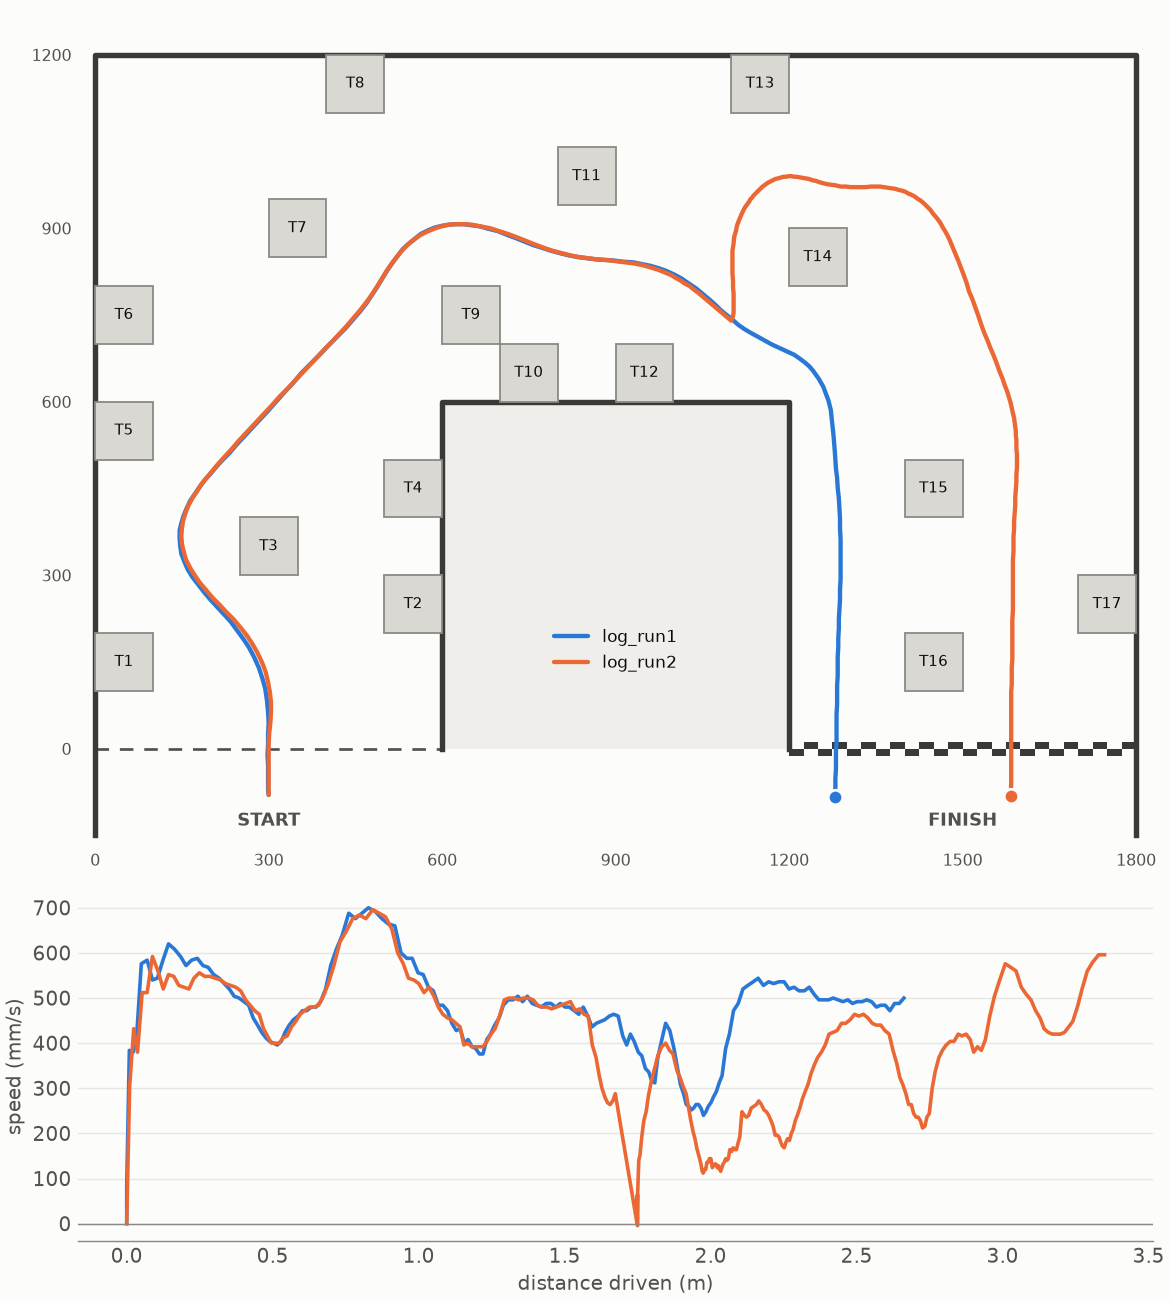 1200
T8
T13
T11
T7
900
T14
T6
T9
T10
T12
600
T5
T4
T15
T3
300
T2
T17
log_run1
T1
log_run2
T16
0
START
FINISH
0 300 600 900 1200 1500 1800
700
600
500
400
300
200
100
0
speed (mm/s)
0.0 0.5 1.0 1.5 2.0 2.5 3.0 3.5
distance driven (m)